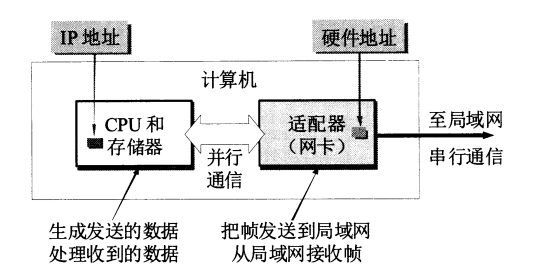 IP 地址
硬件地址
计算机
CPU 和
存储器
适配器
(网卡)
并行
通信
至局域网
串行通信
生成发送的数据
处理收到的数据
把帧发送到局域网
从局域网接收帧